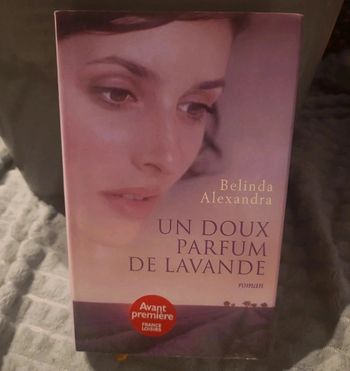 Belinda
Alexandra
UN DOUX
PARFUM
DE LAVANDE
roman
Avant
première
FRANCE
LOISIRS